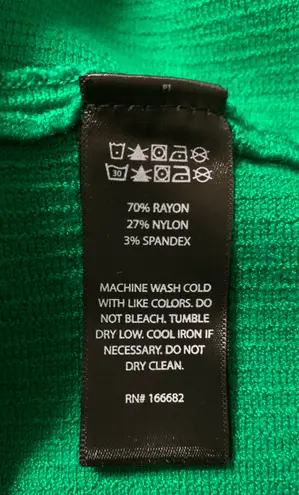 30
70% RAYON
27% NYLON
3% SPANDEX
MACHINE WASH COLD
WITH LIKE COLORS. DO
NOT BLEACH. TUMBLE
DRY LOW. COOL IRON IF
NECESSARY. DO NOT
DRY CLEAN.
RN# 166682